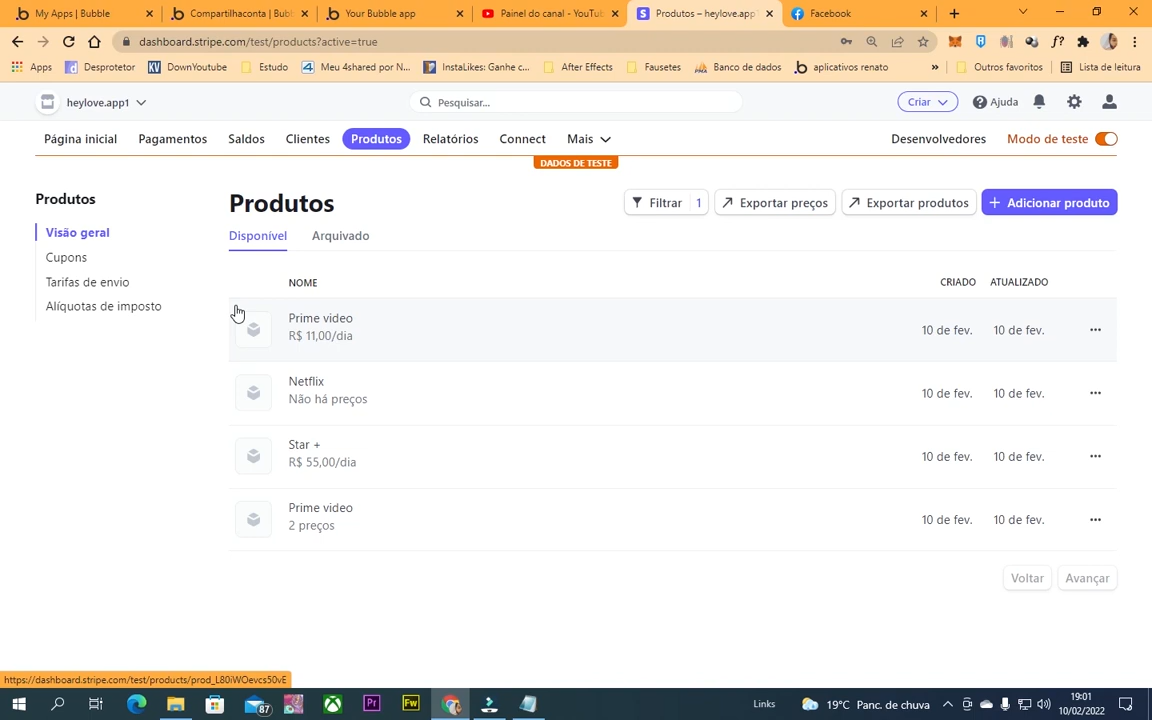 My Apps | Bubble
Compartilhaconta | Bubb
Your Bubble app
Painel do canal - YouTu
Produtos – heylove.app
Facebook
dashboard.stripe.com/test/products?active=true
Apps
Desprotetor
DownYoutube
Estudo
Meu 4shared por N...
InstaLikes: Ganhe c...
After Effects
Fausetes
Banco de dados
aplicativos renato
»
Outros favoritos
Lista de leitura
heylove.app1
Pesquisar...
Criar
Ajuda
Página inicial
Pagamentos
Saldos
Clientes
Produtos
Relatórios
Connect
Mais
Desenvolvedores
Modo de teste
DADOS DE TESTE
Produtos
Visão geral
Cupons
Tarifas de envio
Alíquotas de imposto
Produtos
Filtrar 1
Exportar preços
Exportar produtos
+ Adicionar produto
Disponível
Arquivado
NOME
CRIADO
ATUALIZADO
Prime video
R$ 11,00/dia
10 de fev.
10 de fev.
Netflix
Não há preços
10 de fev.
10 de fev.
Star +
R$ 55,00/dia
10 de fev.
10 de fev.
Prime video
2 preços
10 de fev.
10 de fev.
Voltar
Avançar
https://dashboard.stripe.com/test/products/prod_L80iWOevcs50vE
87
Pr
Fw
Links
19°C Panc. de chuva
19:01
10/02/2022